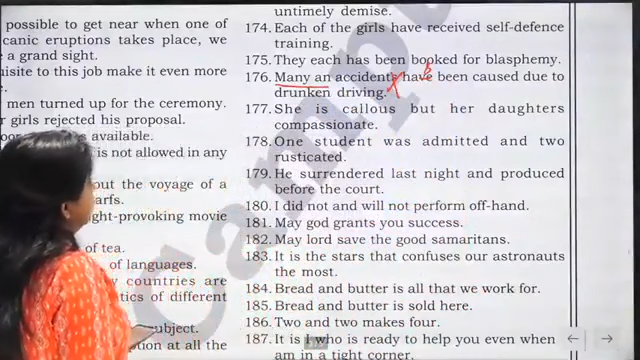 possible to get near when one of
canic eruptions takes place, we
a grand sight.
uisite to this job make it even more
men turned up for the ceremony.
girls rejected his proposal.
s available.
is not allowed in any
out the voyage of a
arfs.
ght-provoking movie
of tea.
of languages.
countries are
tics of different
ubject.
ption at all the
untimely demise.
174. Each of the girls have received self-defence
training.
175. They each has been booked for blasphemy.
176. Many an accidents have been caused due to
drunken driving.
177. She is callous but her daughters
compassionate.
178. One student was admitted and two
rusticated.
179. He surrendered last night and produced
before the court.
180. I did not and will not perform off-hand.
181. May god grants you success.
182. May lord save the good samaritans.
183. It is the stars that confuses our astronauts
the most.
184. Bread and butter is all that we work for.
185. Bread and butter is sold here.
186. Two and two makes four.
187. It is I who is ready to help you even when
am in a tight corner.